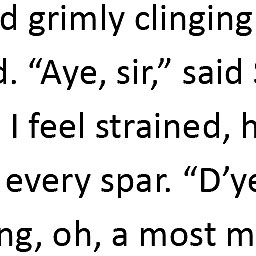 d grimly clinging
d. “Aye, sir,” said
I feel strained, h
every spar. “D’ye
ng, oh, a most m